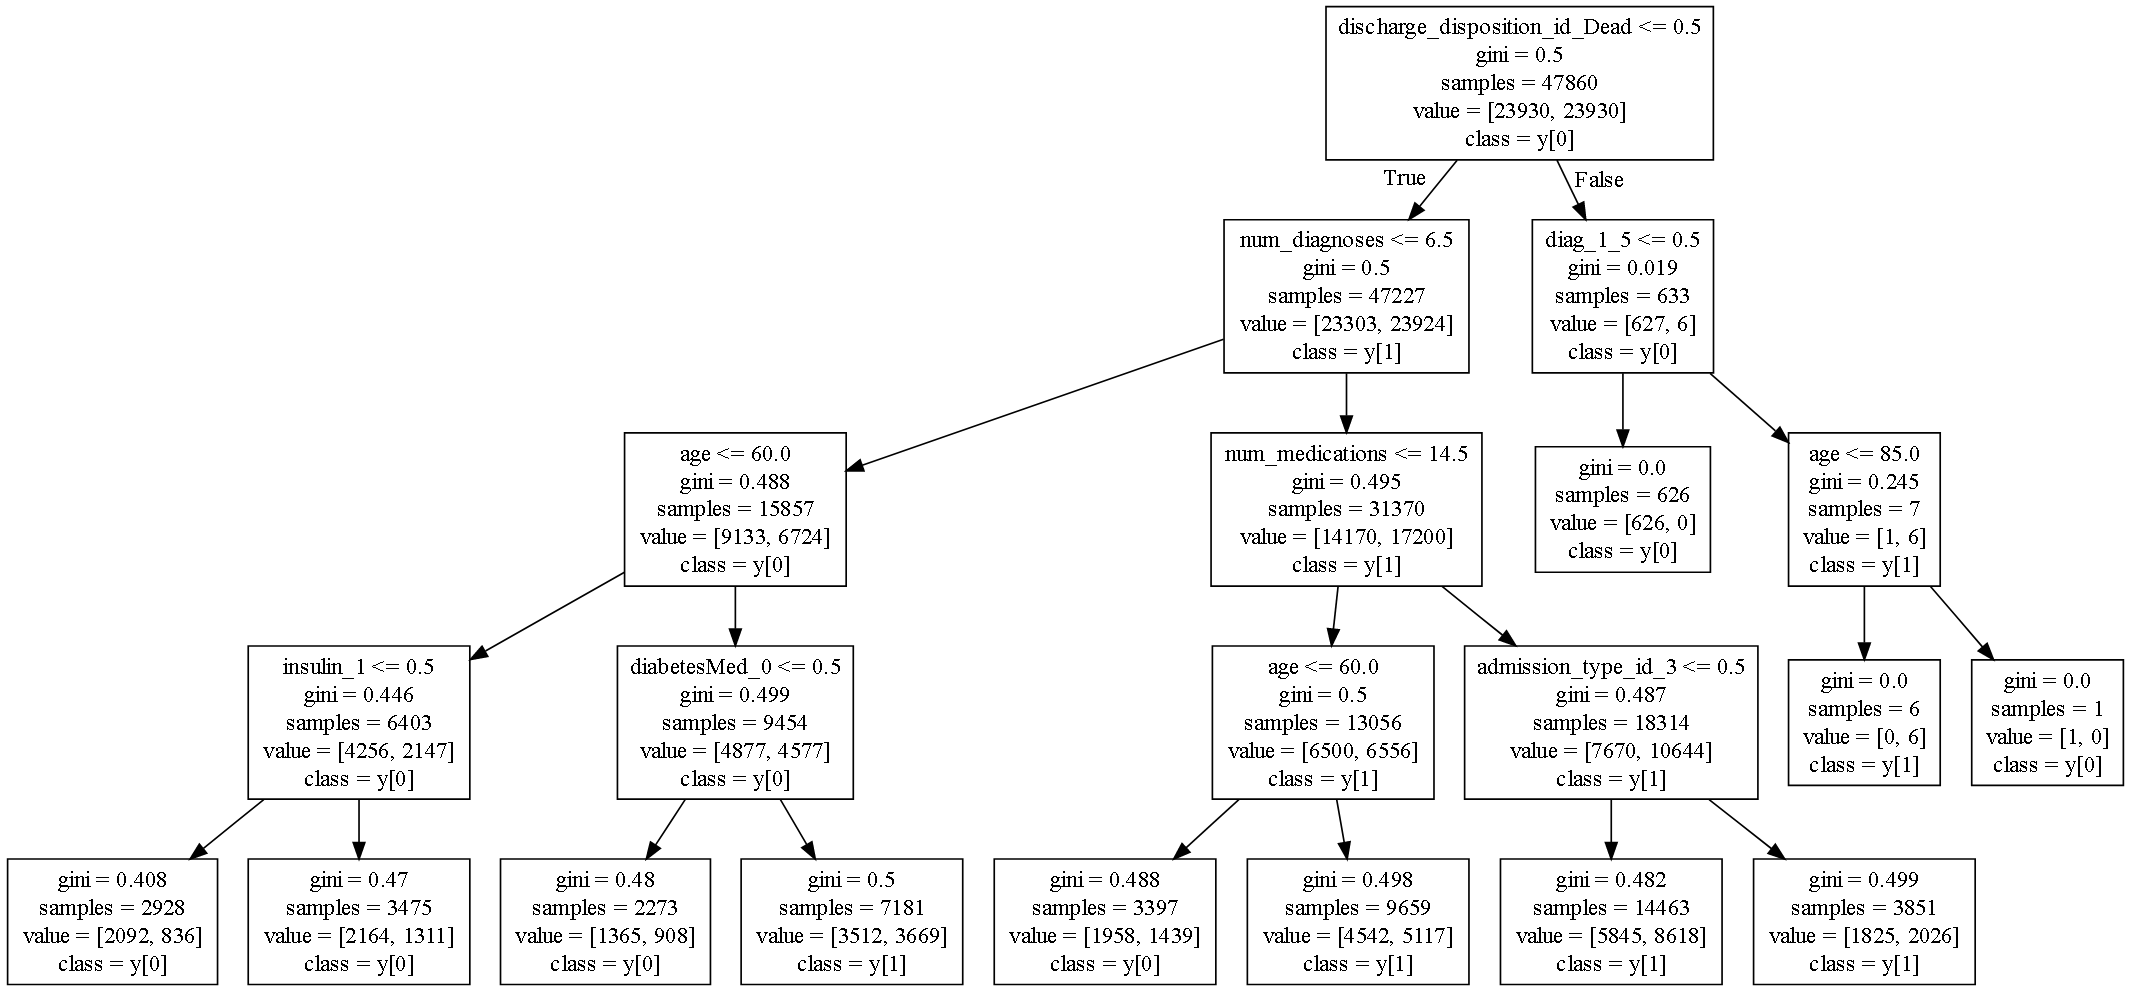 discharge_disposition_id_Dead <= 0.5
gini = 0.5
samples = 47860
value = [23930, 23930]
class = y[0]
True
False
num_diagnoses <= 6.5
gini = 0.5
samples = 47227
value = [23303, 23924]
class = y[1]
diag_1_5 <= 0.5
gini = 0.019
samples = 633
value = [627, 6]
class = y[0]
age <= 60.0
gini = 0.488
samples = 15857
value = [9133, 6724]
class = y[0]
num_medications <= 14.5
gini = 0.495
samples = 31370
value = [14170, 17200]
class = y[1]
gini = 0.0
samples = 626
value = [626, 0]
class = y[0]
age <= 85.0
gini = 0.245
samples = 7
value = [1, 6]
class = y[1]
insulin_1 <= 0.5
gini = 0.446
samples = 6403
value = [4256, 2147]
class = y[0]
diabetesMed_0 <= 0.5
gini = 0.499
samples = 9454
value = [4877, 4577]
class = y[0]
age <= 60.0
gini = 0.5
samples = 13056
value = [6500, 6556]
class = y[1]
admission_type_id_3 <= 0.5
gini = 0.487
samples = 18314
value = [7670, 10644]
class = y[1]
gini = 0.0
samples = 6
value = [0, 6]
class = y[1]
gini = 0.0
samples = 1
value = [1, 0]
class = y[0]
gini = 0.408
samples = 2928
value = [2092, 836]
class = y[0]
gini = 0.47
samples = 3475
value = [2164, 1311]
class = y[0]
gini = 0.48
samples = 2273
value = [1365, 908]
class = y[0]
gini = 0.5
samples = 7181
value = [3512, 3669]
class = y[1]
gini = 0.488
samples = 3397
value = [1958, 1439]
class = y[0]
gini = 0.498
samples = 9659
value = [4542, 5117]
class = y[1]
gini = 0.482
samples = 14463
value = [5845, 8618]
class = y[1]
gini = 0.499
samples = 3851
value = [1825, 2026]
class = y[1]